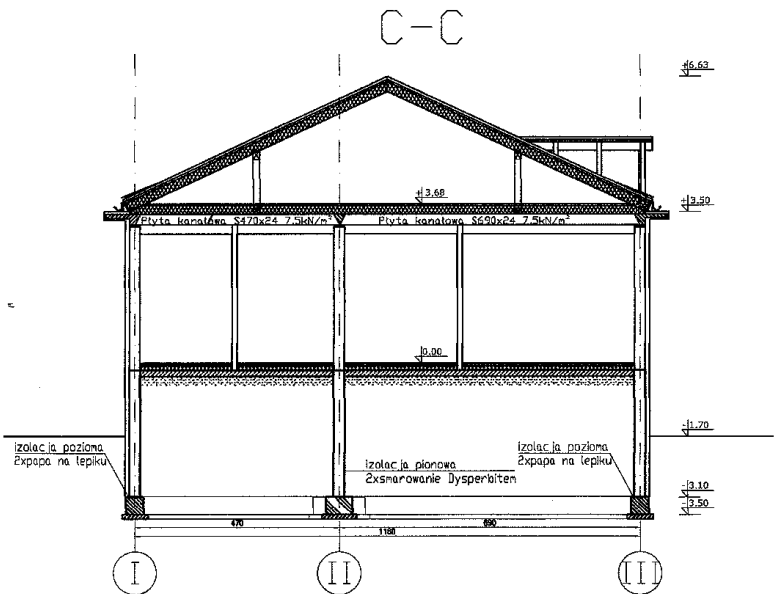 C-C
+6,63
+3,68
+3,50
Płyta kanałowa S470x24 7.5kN/m²
Płyta kanałowa S690x24 7.5kN/m²
0,00
-1.70
izolacja pozioma
2xpapa na lepiku
izolacja pionowa
2xsmarowanie Dysperbitem
izolacja pozioma
2xpapa na lepiku
-3.10
-3.50
470
690
1160
I
II
III